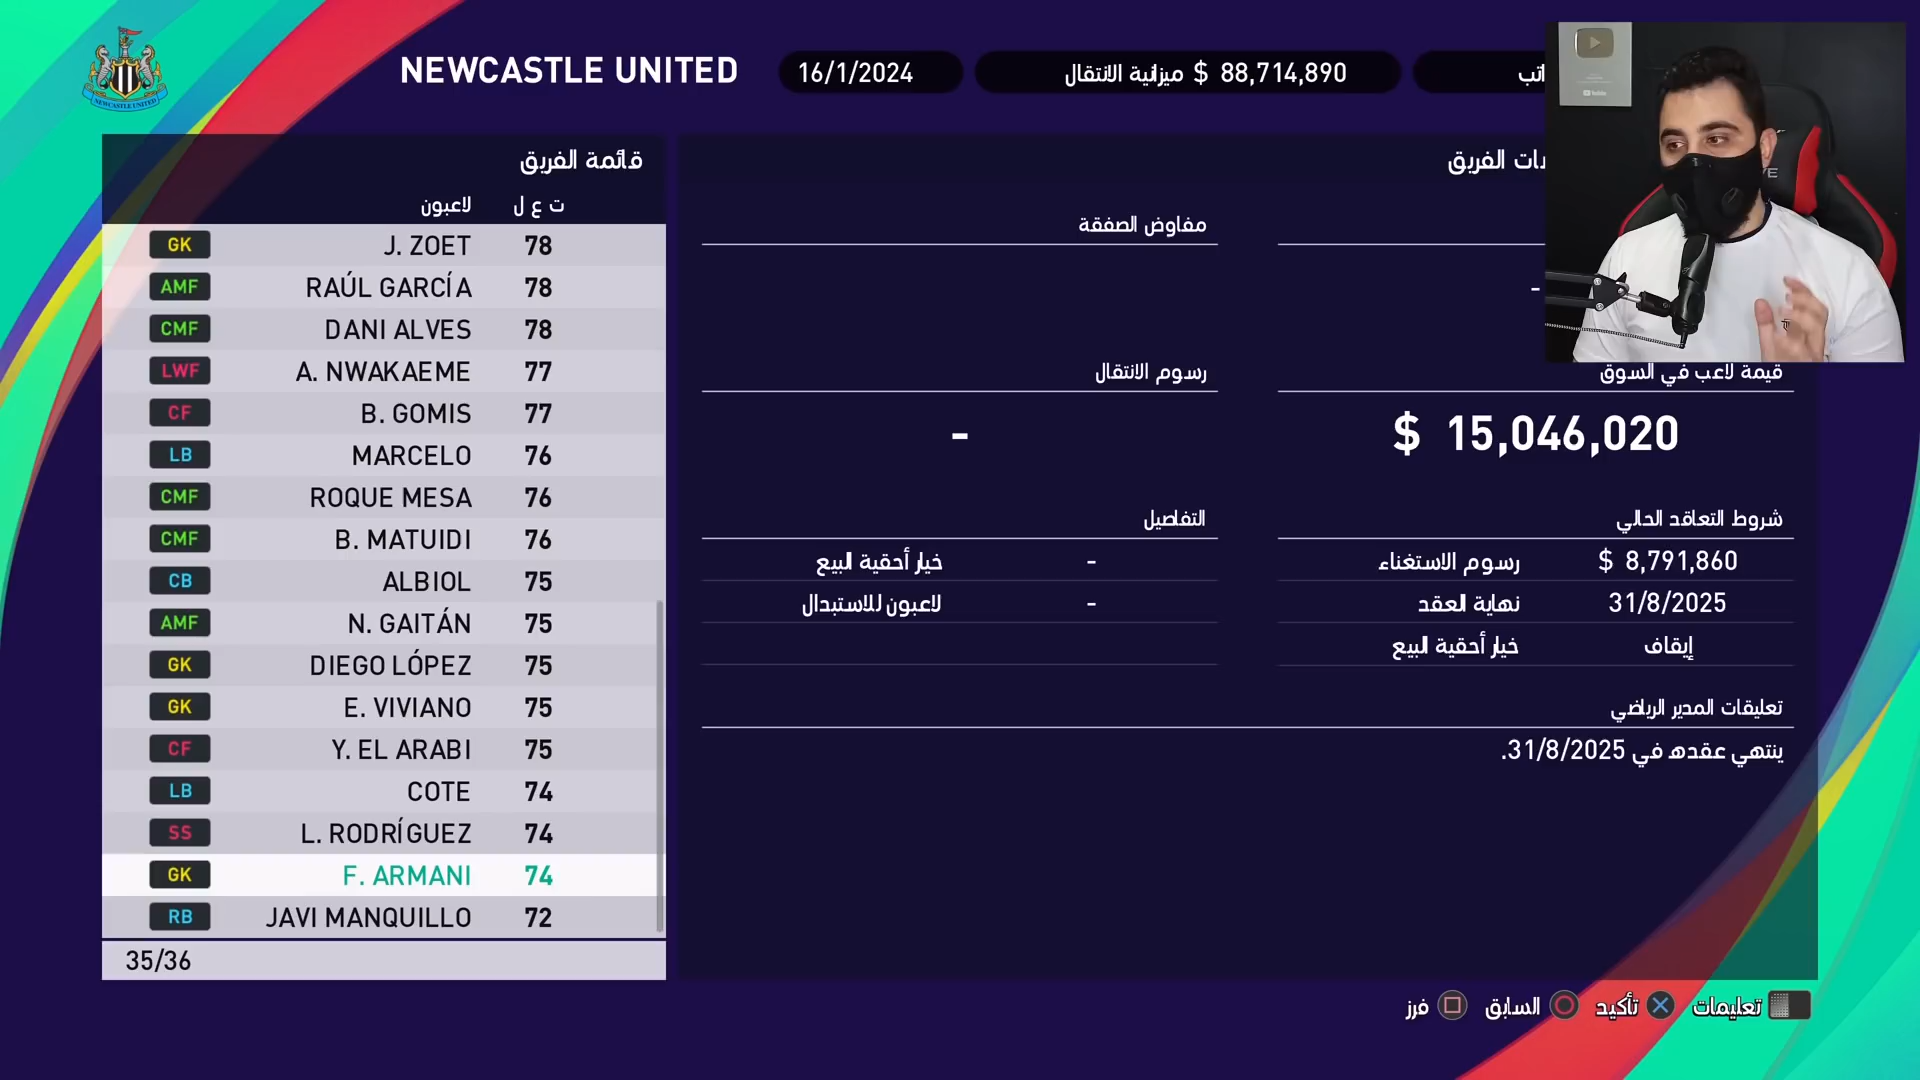 NEWCASTLE UNITED
16/1/2024
ميزانية الانتقال $ 88,714,890
NEWCASTLE UNITED
قائمة الفريق
لاعبون ت ع ل
GK J. ZOET 78
AMF RAÚL GARCÍA 78
CMF DANI ALVES 78
LWF A. NWAKAEME 77
CF B. GOMIS 77
LB MARCELO 76
CMF ROQUE MESA 76
CMF B. MATUIDI 76
CB ALBIOL 75
AMF N. GAITÁN 75
GK DIEGO LÓPEZ 75
GK E. VIVIANO 75
CF Y. EL ARABI 75
LB COTE 74
SS L. RODRÍGUEZ 74
GK F. ARMANI 74
RB JAVI MANQUILLO 72
35/36
الفريق
مفاوض الصفقة
-
قيمة لاعب في السوق
$ 15,046,020
رسوم الانتقال
-
شروط التعاقد الحالي
رسوم الاستغناء $ 8,791,860
نهاية العقد 31/8/2025
خيار أحقية البيع إيقاف
التفاصيل
خيار أحقية البيع -
لاعبون للاستبدال -
تعليقات المدير الرياضي
ينتهي عقده في 31/8/2025.
تعليمات تأكيد السابق فرز